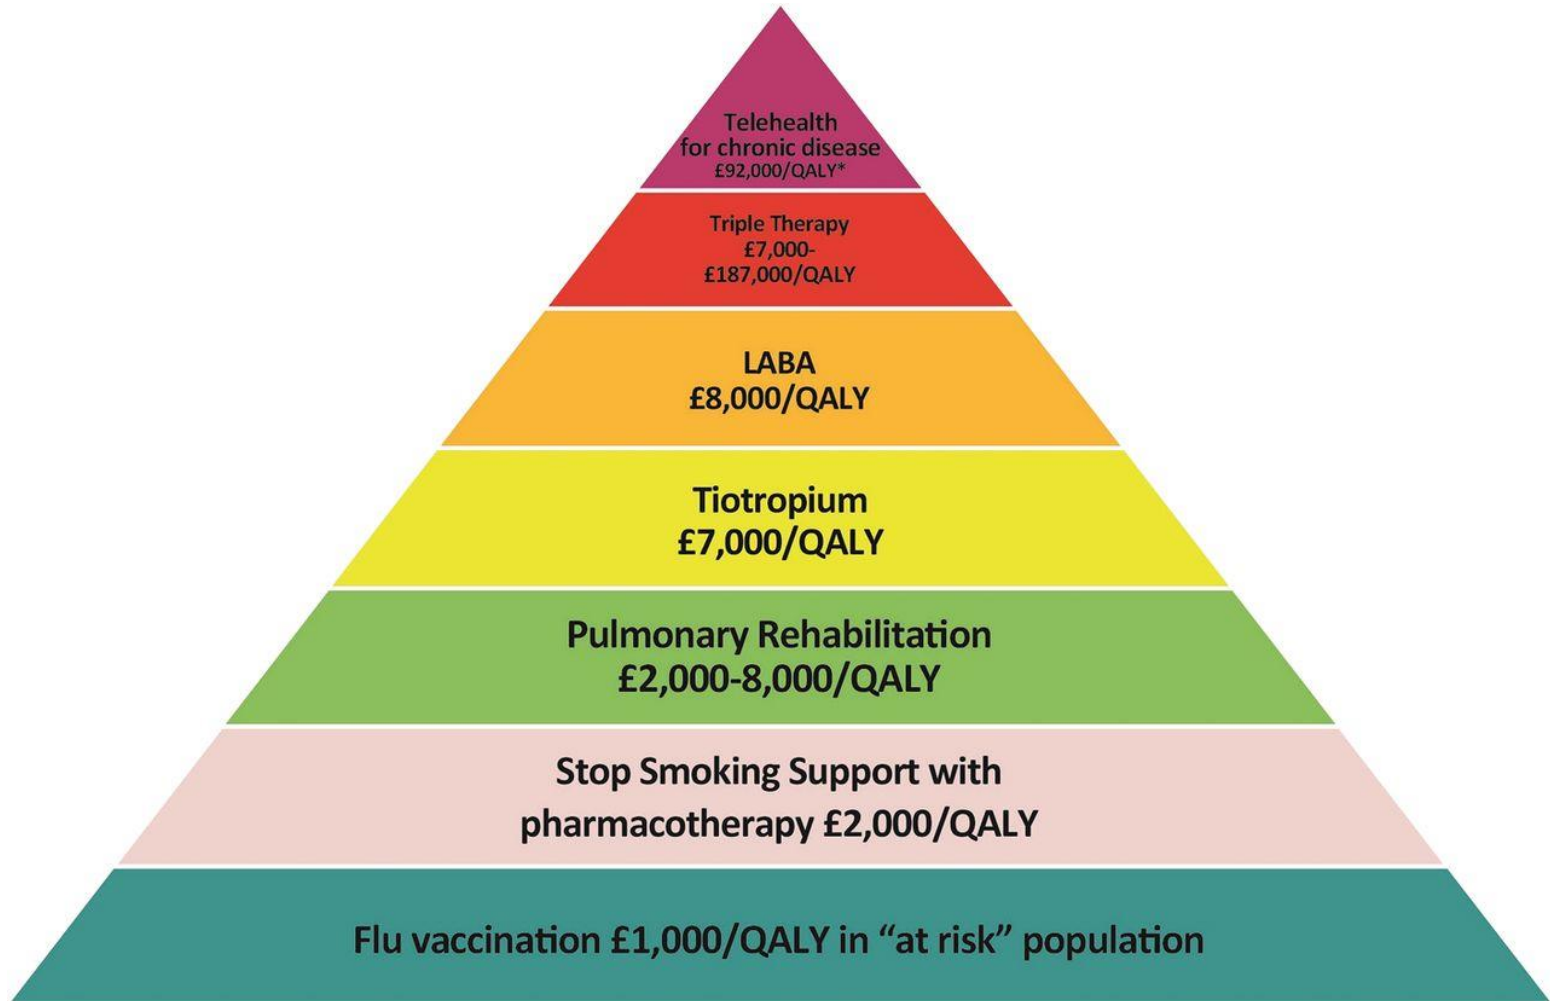 Telehealth
for chronic disease
£92,000/QALY*
Triple Therapy
£7,000-
£187,000/QALY
LABA
£8,000/QALY
Tiotropium
£7,000/QALY
Pulmonary Rehabilitation
£2,000-8,000/QALY
Stop Smoking Support with
pharmacotherapy £2,000/QALY
Flu vaccination £1,000/QALY in “at risk” population